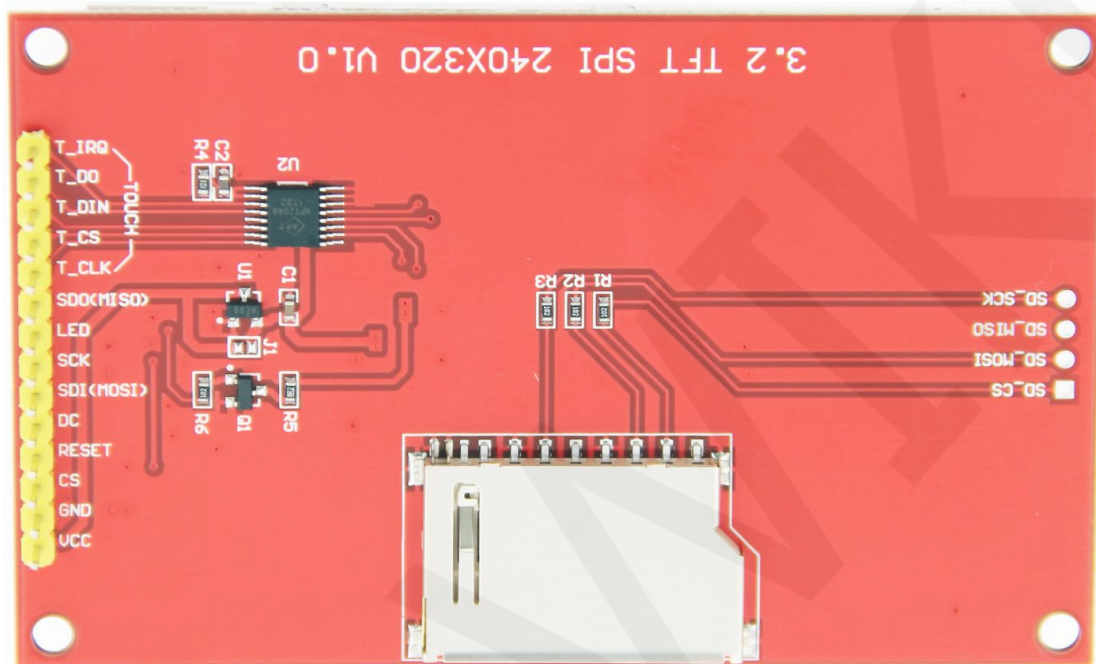 3.2 TFT SPI 240X320 V1.0
T_IRQ
T_DO
T_DIN
T_CS
T_CLK
TOUCH
SDO(MISO)
LED
SCK
SDI(MOSI)
DC
RESET
CS
GND
VCC
R4
C2
U2
XPT2046
U1
C1
J1
R6
Q1
R5
R3
R2
R1
SD_SCK
SD_MISO
SD_MOSI
SD_CS